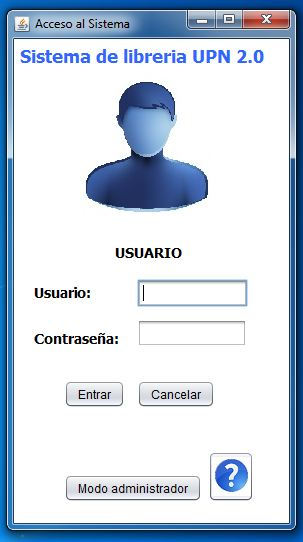 Acceso al Sistema
Sistema de libreria UPN 2.0
USUARIO
Usuario:
Contraseña:
Entrar Cancelar
Modo administrador ?